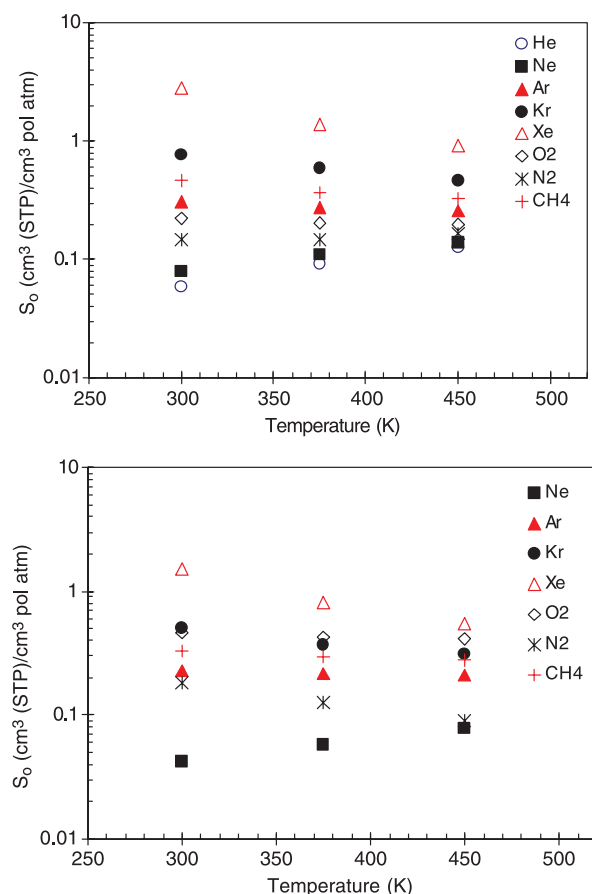 10
1
0.1
0.01
S₀ (cm³ (STP)/cm³ pol atm)
250 300 350 400 450 500
Temperature (K)
He
Ne
Ar
Kr
Xe
O2
N2
CH4
10
1
0.1
0.01
S₀ (cm³ (STP)/cm³ pol atm)
250 300 350 400 450 500
Temperature (K)
Ne
Ar
Kr
Xe
O2
N2
CH4